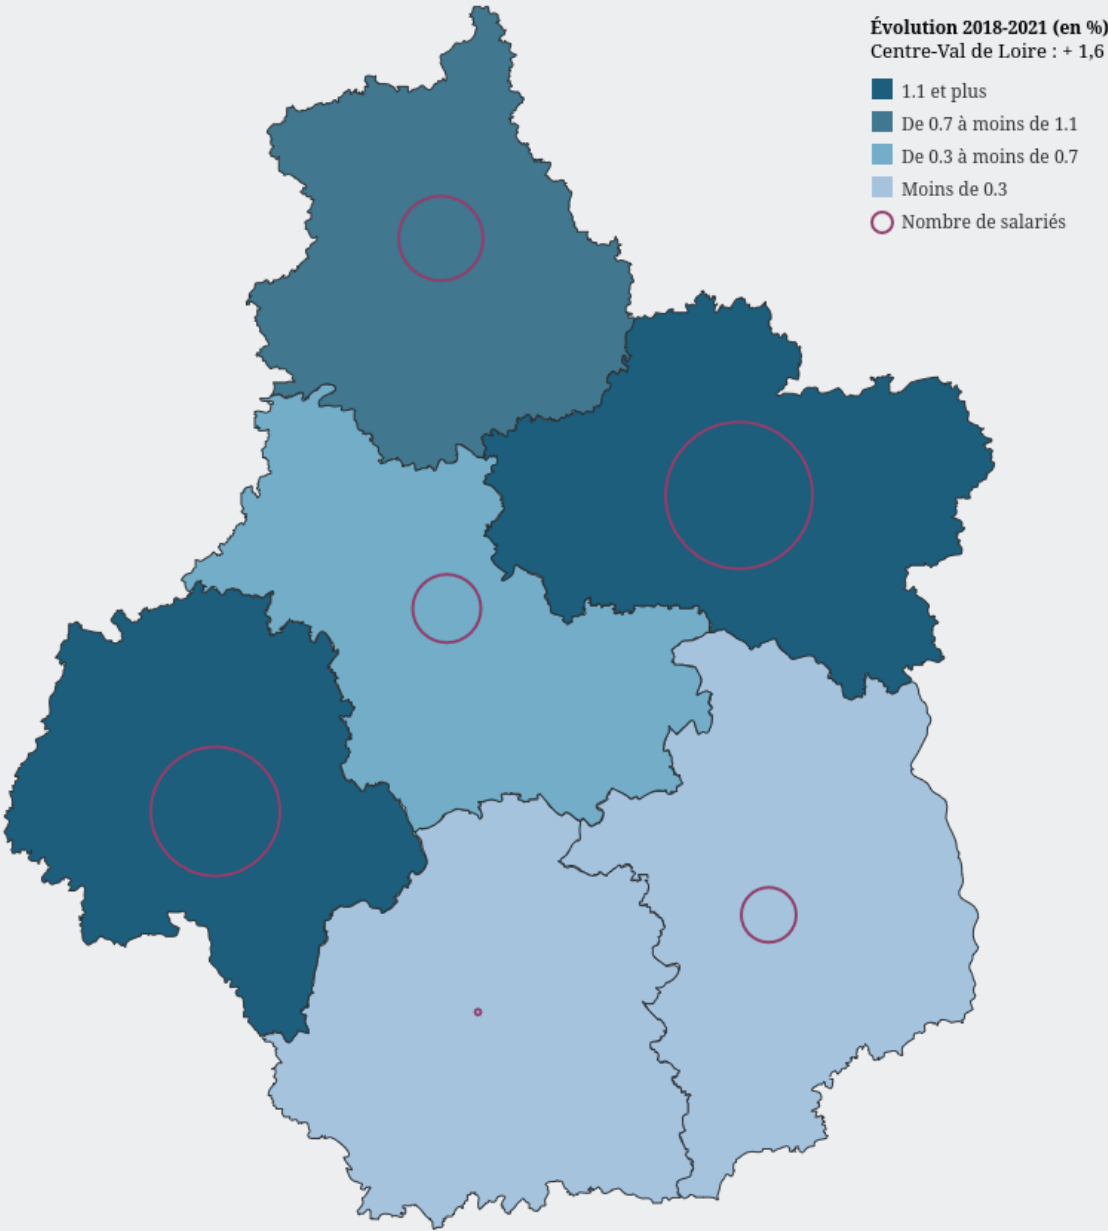 Évolution 2018-2021 (en %)
Centre-Val de Loire : + 1,6
1.1 et plus
De 0.7 à moins de 1.1
De 0.3 à moins de 0.7
Moins de 0.3
Nombre de salariés